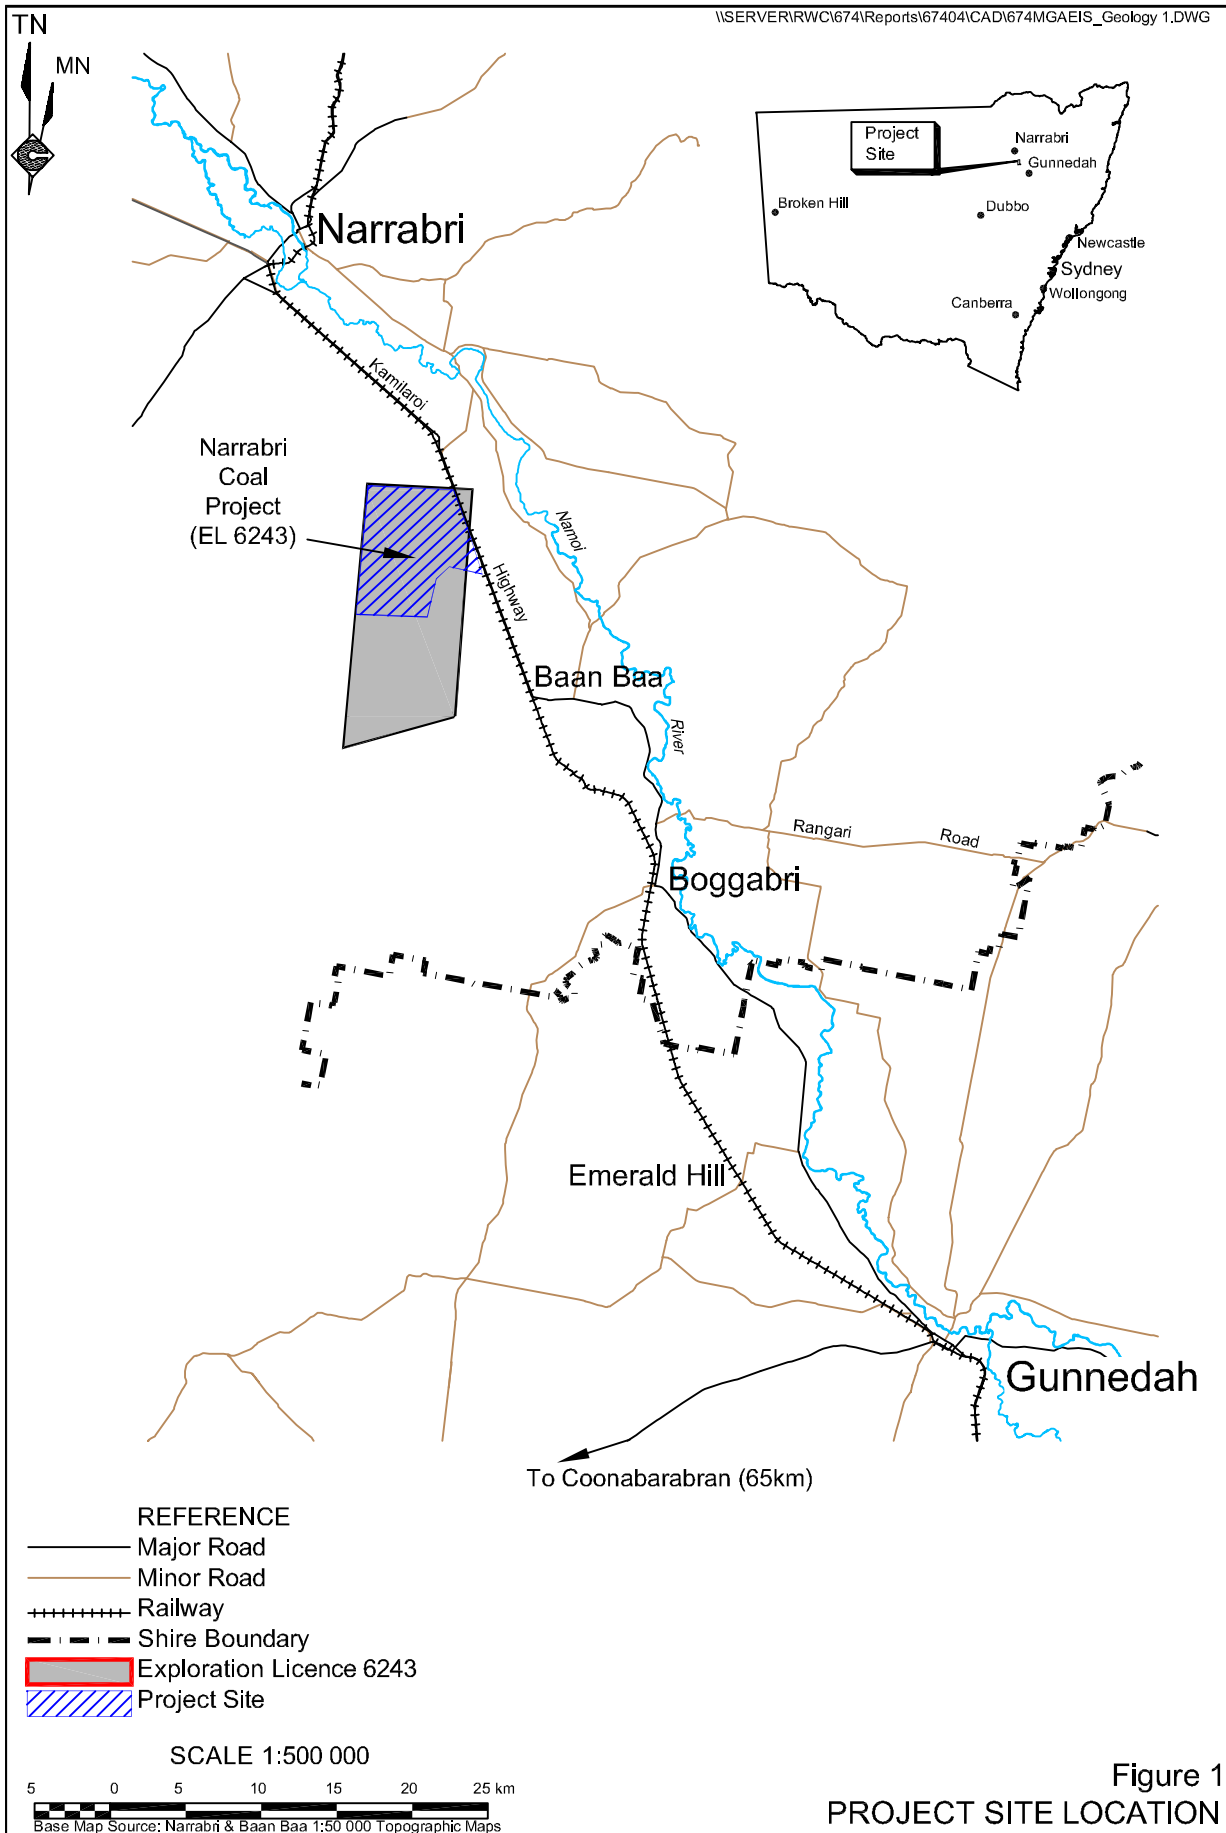 \\SERVER\RWC\674\Reports\67404\CAD\674MGAEIS_Geology 1.DWG
TN
MN
Project
Site
Narrabri
Gunnedah
Broken Hill
Dubbo
Newcastle
Sydney
Wollongong
Canberra
Narrabri
Kamilaroi
Narrabri
Coal
Project
(EL 6243)
Namoi
Highway
Baan Baa
River
Rangari
Road
Boggabri
Emerald Hill
Gunnedah
To Coonabarabran (65km)
REFERENCE
Major Road
Minor Road
Railway
Shire Boundary
Exploration Licence 6243
Project Site
SCALE 1:500 000
5 0 5 10 15 20 25 km
Base Map Source: Narrabri & Baan Baa 1:50 000 Topographic Maps
Figure 1
PROJECT SITE LOCATION